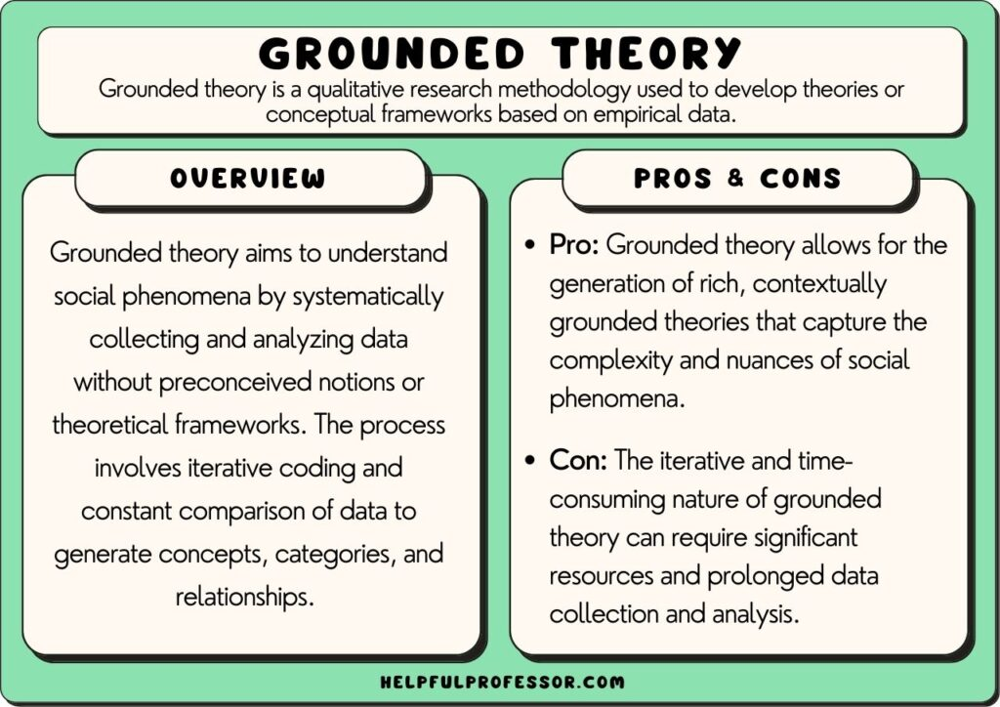 GROUNDED THEORY
Grounded theory is a qualitative research methodology used to develop theories or
conceptual frameworks based on empirical data.
OVERVIEW
Grounded theory aims to understand
social phenomena by systematically
collecting and analyzing data
without preconceived notions or
theoretical frameworks. The process
involves iterative coding and
constant comparison of data to
generate concepts, categories, and
relationships.
PROS & CONS
• Pro: Grounded theory allows for the
generation of rich, contextually
grounded theories that capture the
complexity and nuances of social
phenomena.
• Con: The iterative and time-
consuming nature of grounded
theory can require significant
resources and prolonged data
collection and analysis.
HELPFULPROFESSOR.COM